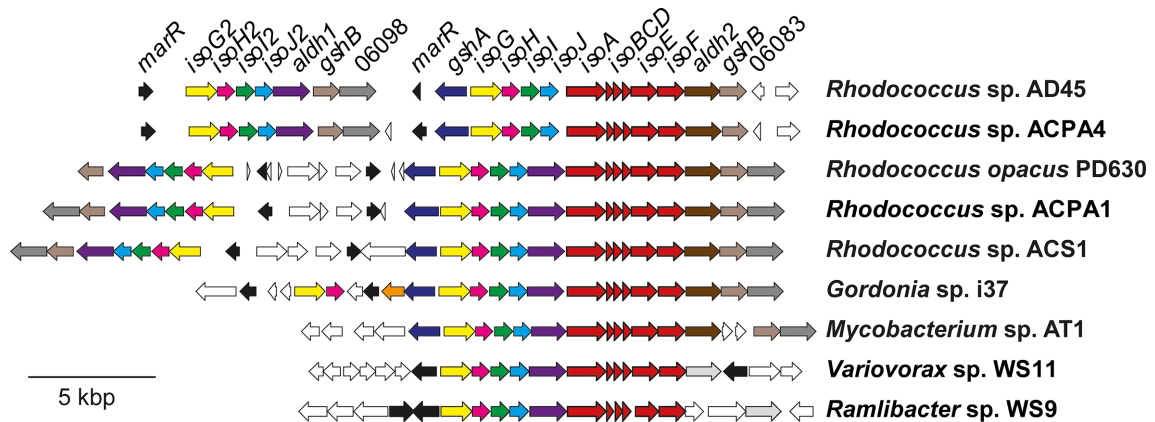 marR isoG2 isoH2 isoI2 isoJ2 aldh1 gshB 06098 marR gshA isoG isoH isoI isoJ isoA isoBCD isoE isoF aldh2 gshB 06083
Rhodococcus sp. AD45
Rhodococcus sp. ACPA4
Rhodococcus opacus PD630
Rhodococcus sp. ACPA1
Rhodococcus sp. ACS1
Gordonia sp. i37
Mycobacterium sp. AT1
Variovorax sp. WS11
Ramlibacter sp. WS9
5 kbp